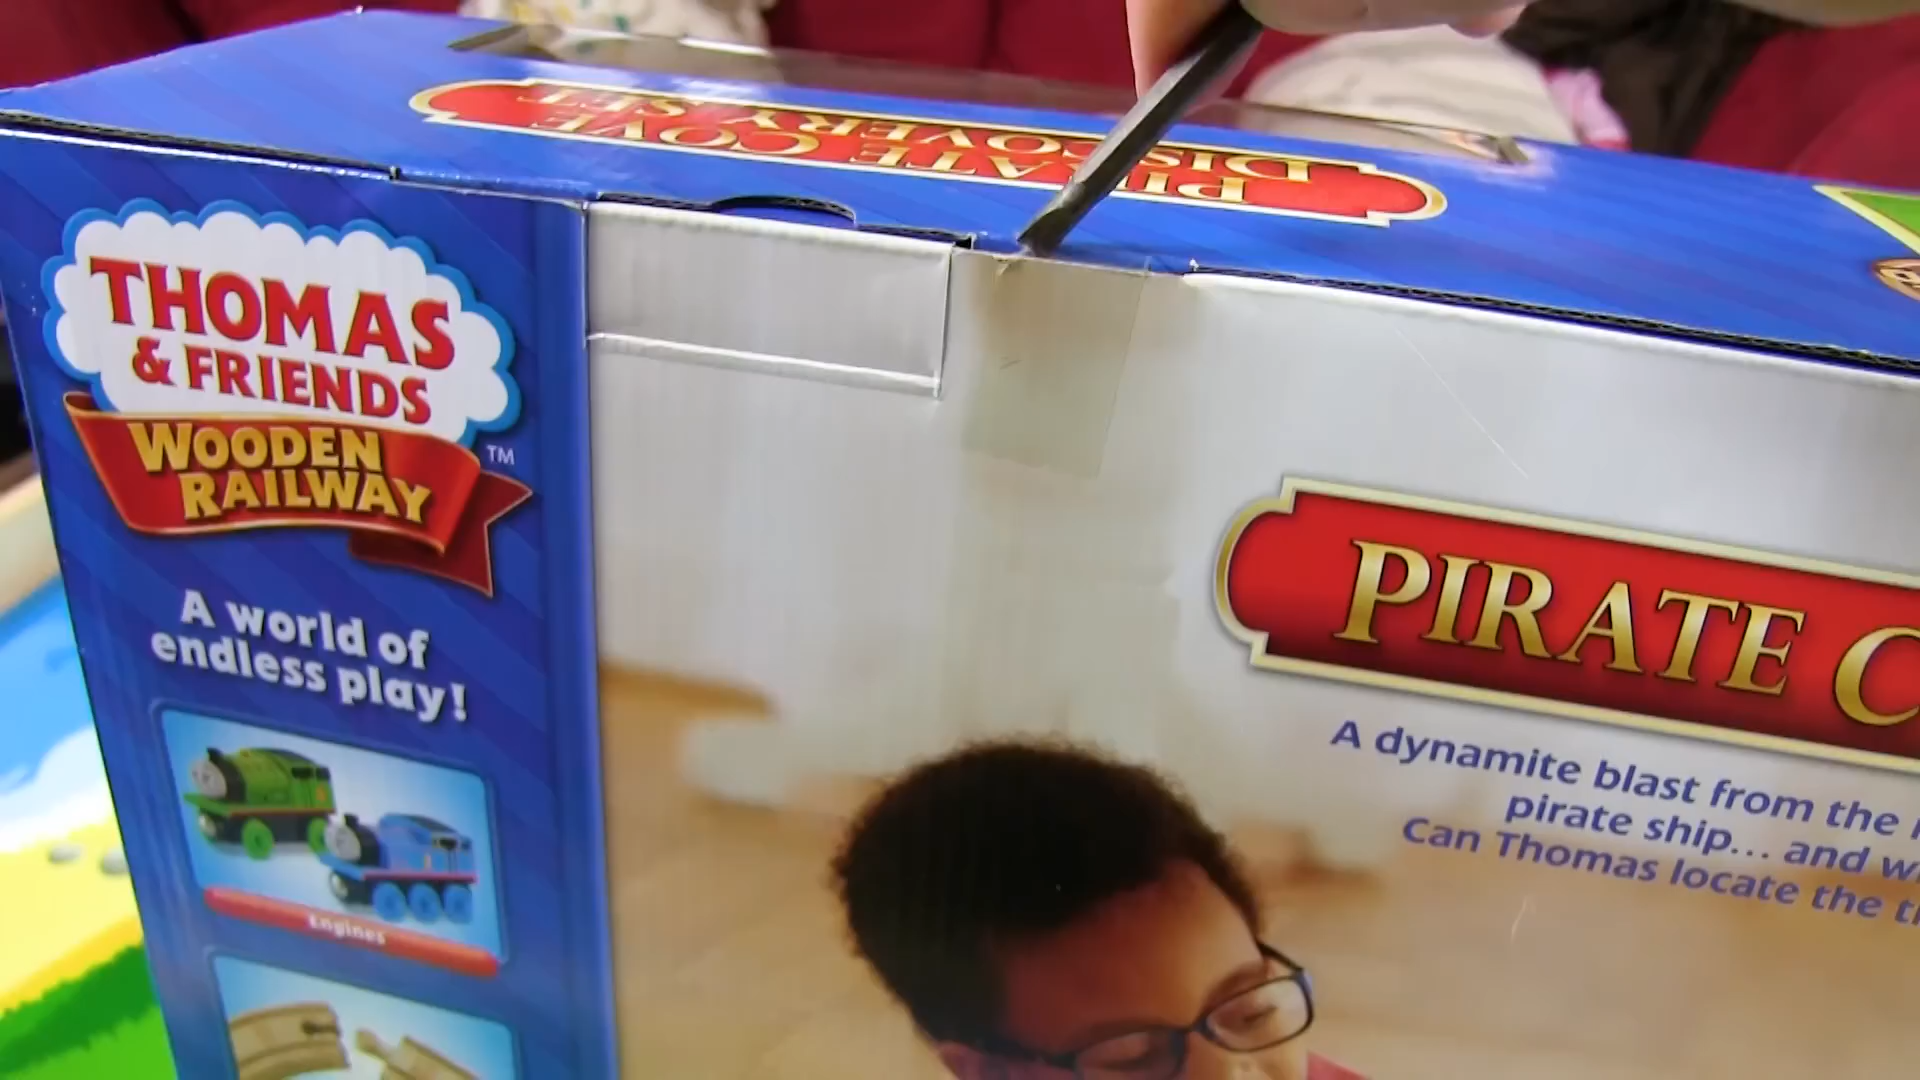 PIRATE COVE
DISCOVERY SET
THOMAS
& FRIENDS
WOODEN
RAILWAY
TM
A world of
endless play!
Engines
PIRATE C
A dynamite blast from the
pirate ship... and w
Can Thomas locate the t